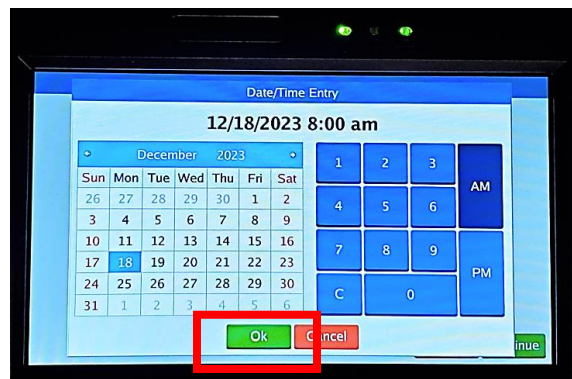 Date/Time Entry
12/18/2023 8:00 am
December 2023
Sun Mon Tue Wed Thu Fri Sat
26 27 28 29 30 1 2
3 4 5 6 7 8 9
10 11 12 13 14 15 16
17 18 19 20 21 22 23
24 25 26 27 28 29 30
31 1 2 3 4 5 6
1 2 3
4 5 6
7 8 9
C 0
AM
PM
Ok
Cancel
inue